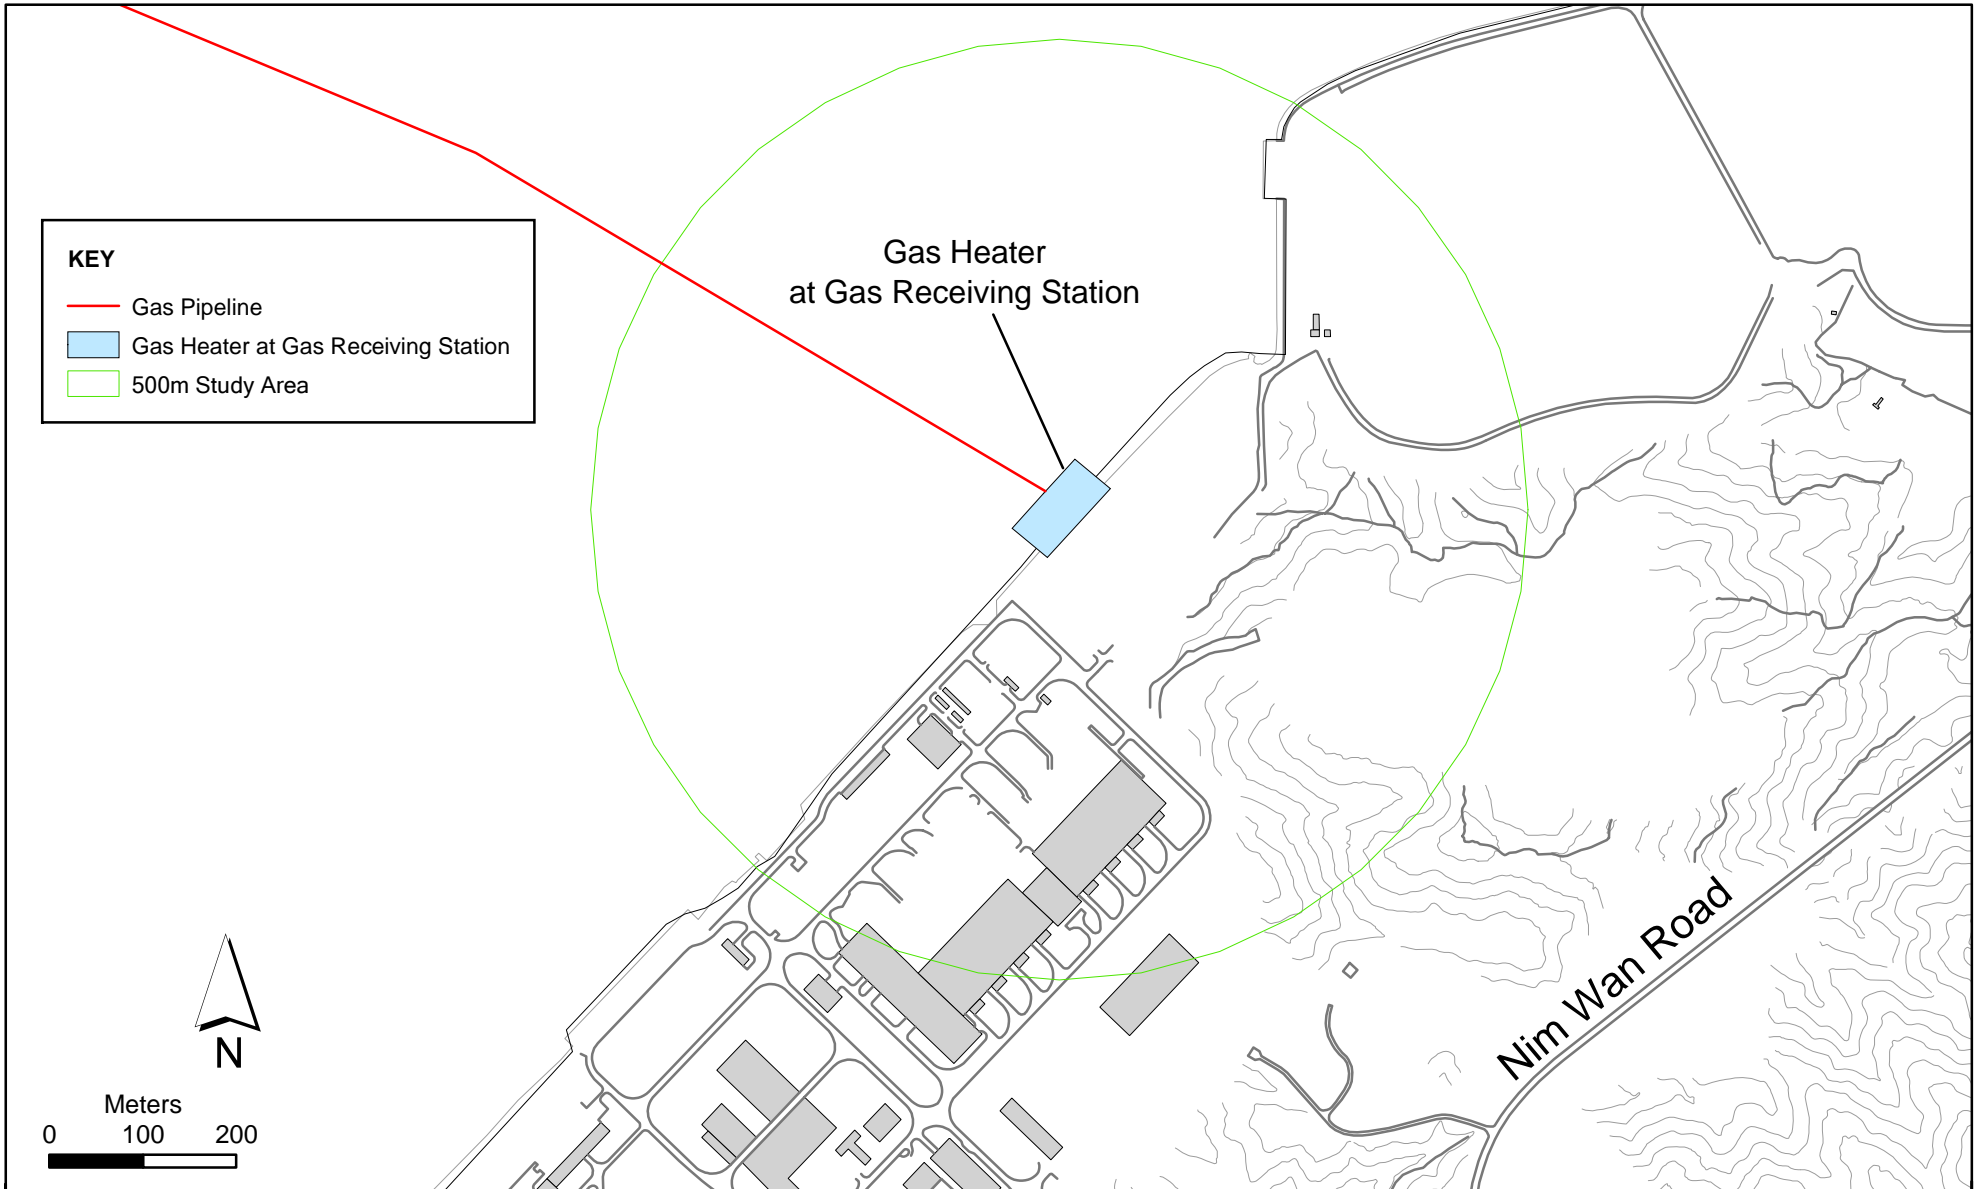 Gas Heater
at Gas Receiving Station
KEY
Gas Pipeline
Gas Heater at Gas Receiving Station
500m Study Area
Nim Wan Road
N
Meters
0 100 200